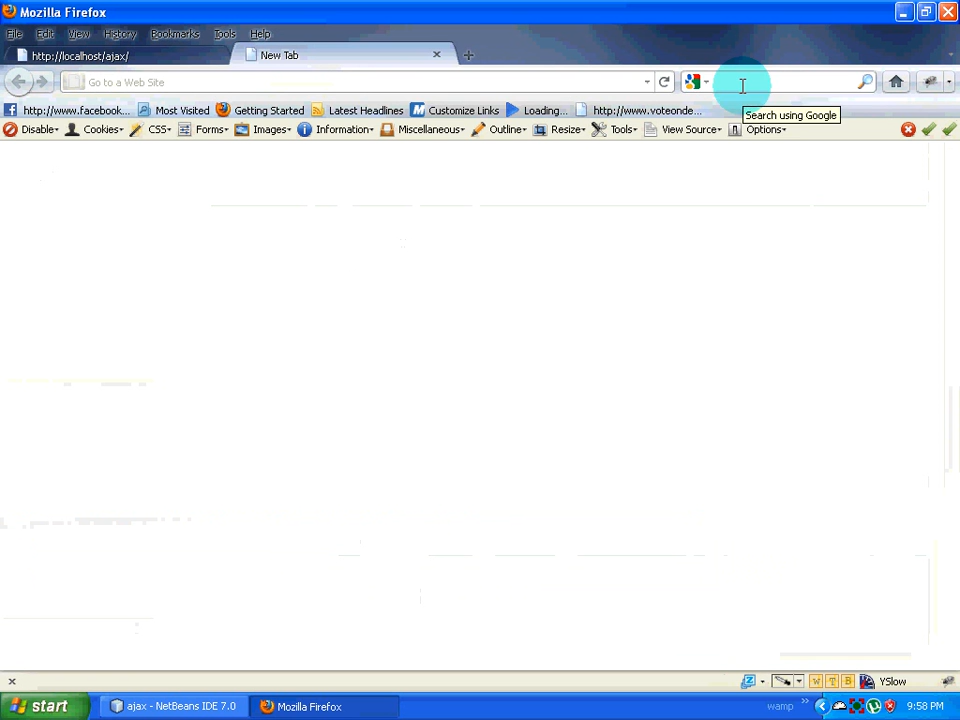 Mozilla Firefox
File Edit View History Bookmarks Tools Help
http://localhost/ajax/ New Tab
Go to a Web Site
http://www.facebook... Most Visited Getting Started Latest Headlines Customize Links Loading... http://www.voteonde...
Search using Google
Disable Cookies CSS Forms Images Information Miscellaneous Outline Resize Tools View Source Options
W T B YSlow
start ajax - NetBeans IDE 7.0 Mozilla Firefox wamp 9:58 PM